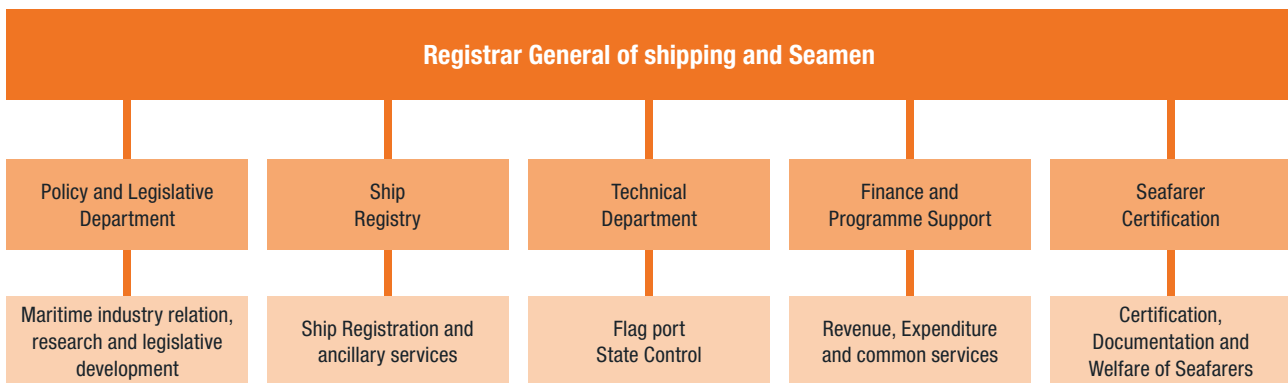 Registrar General of shipping and Seamen
Policy and Legislative
Department
Ship
Registry
Technical
Department
Finance and
Programme Support
Seafarer
Certification
Maritime industry relation,
research and legislative
development
Ship Registration and
ancillary services
Flag port
State Control
Revenue, Expenditure
and common services
Certification,
Documentation and
Welfare of Seafarers